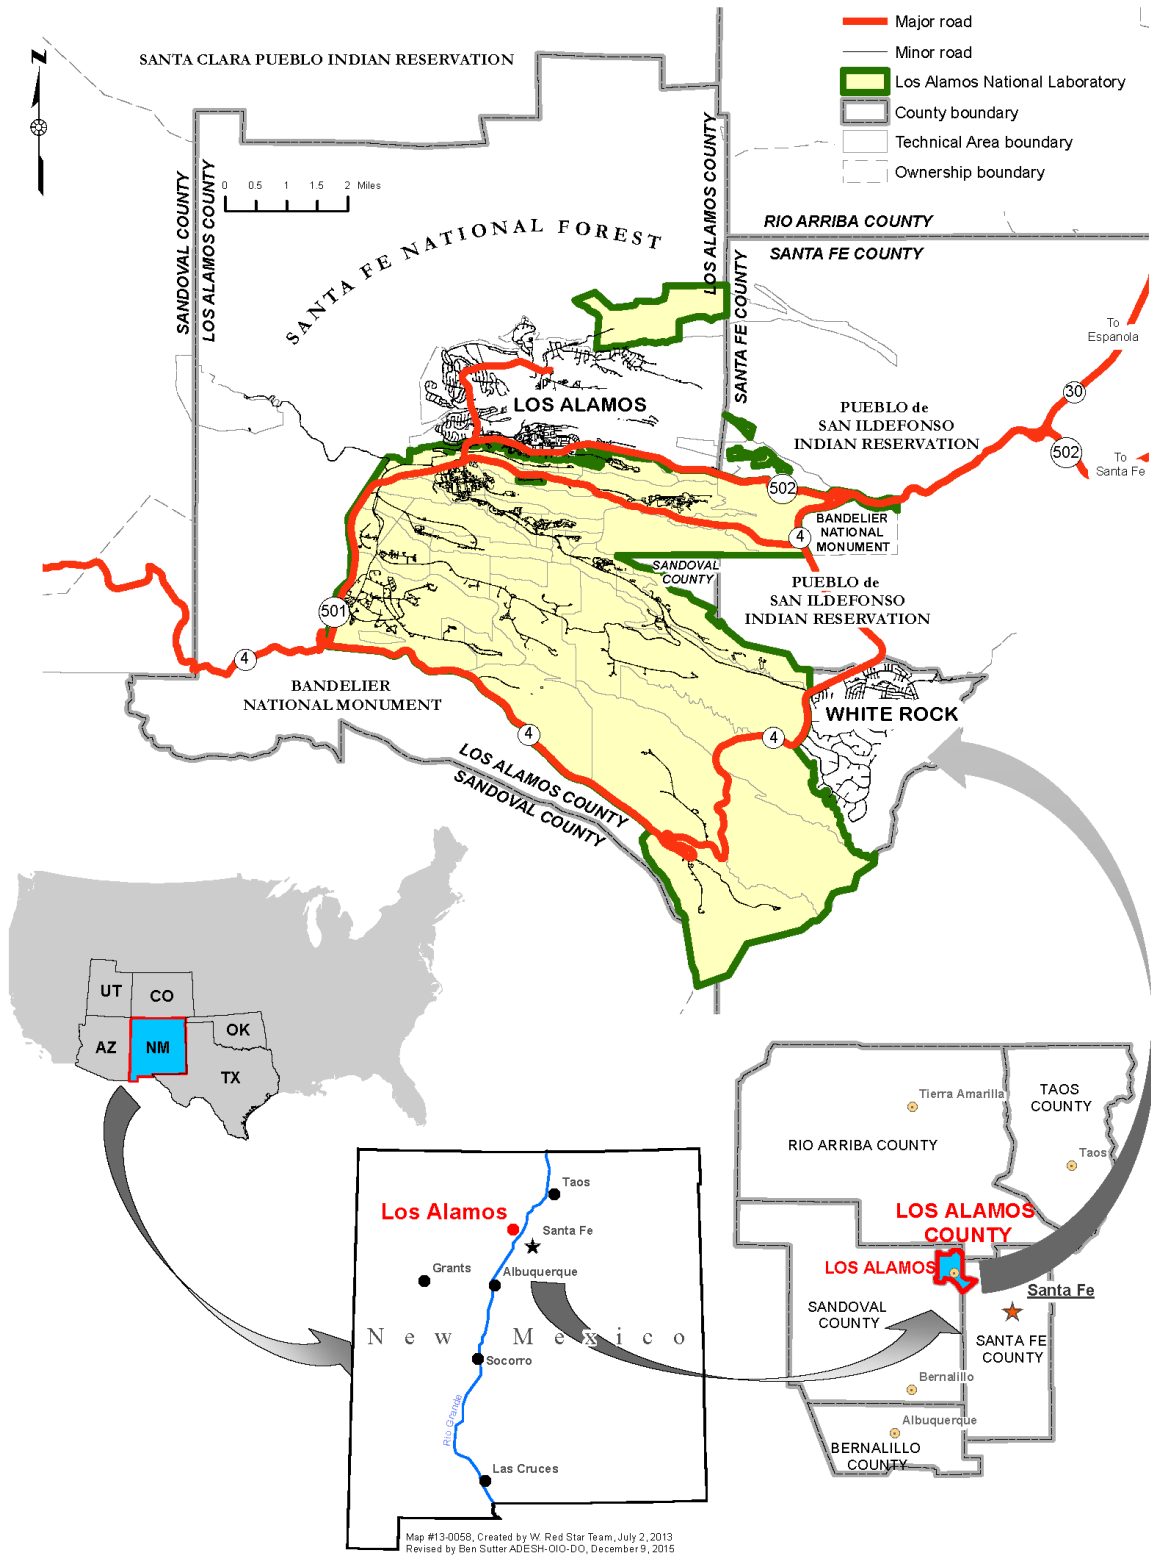 Major road
Minor road
Los Alamos National Laboratory
County boundary
Technical Area boundary
Ownership boundary
N
SANTA CLARA PUEBLO INDIAN RESERVATION
0 0.5 1 1.5 2 Miles
SANDOVAL COUNTY
LOS ALAMOS COUNTY
LOS ALAMOS COUNTY
SANTA FE COUNTY
RIO ARRIBA COUNTY
SANTA FE COUNTY
SANTA FE NATIONAL FOREST
To
Espanola
30
LOS ALAMOS
PUEBLO de
SAN ILDEFONSO
INDIAN RESERVATION
502
To
Santa Fe
502
4
BANDELIER
NATIONAL
MONUMENT
SANDOVAL
COUNTY
PUEBLO de
SAN ILDEFONSO
INDIAN RESERVATION
501
4
BANDELIER
NATIONAL MONUMENT
WHITE ROCK
4
4
LOS ALAMOS COUNTY
SANDOVAL COUNTY
UT
CO
AZ
NM
OK
TX
Los Alamos
Taos
Santa Fe
Grants
Albuquerque
New Mexico
Socorro
Rio Grande
Las Cruces
Tierra Amarilla
TAOS
COUNTY
RIO ARRIBA COUNTY
Taos
LOS ALAMOS
COUNTY
LOS ALAMOS
Santa Fe
SANDOVAL
COUNTY
SANTA FE
COUNTY
Bernalillo
Albuquerque
BERNALILLO
COUNTY
Map #13-0058, Created by W. Red Star Team, July 2, 2013
Revised by Ben Sutter ADESH-OIO-DO, December 9, 2015